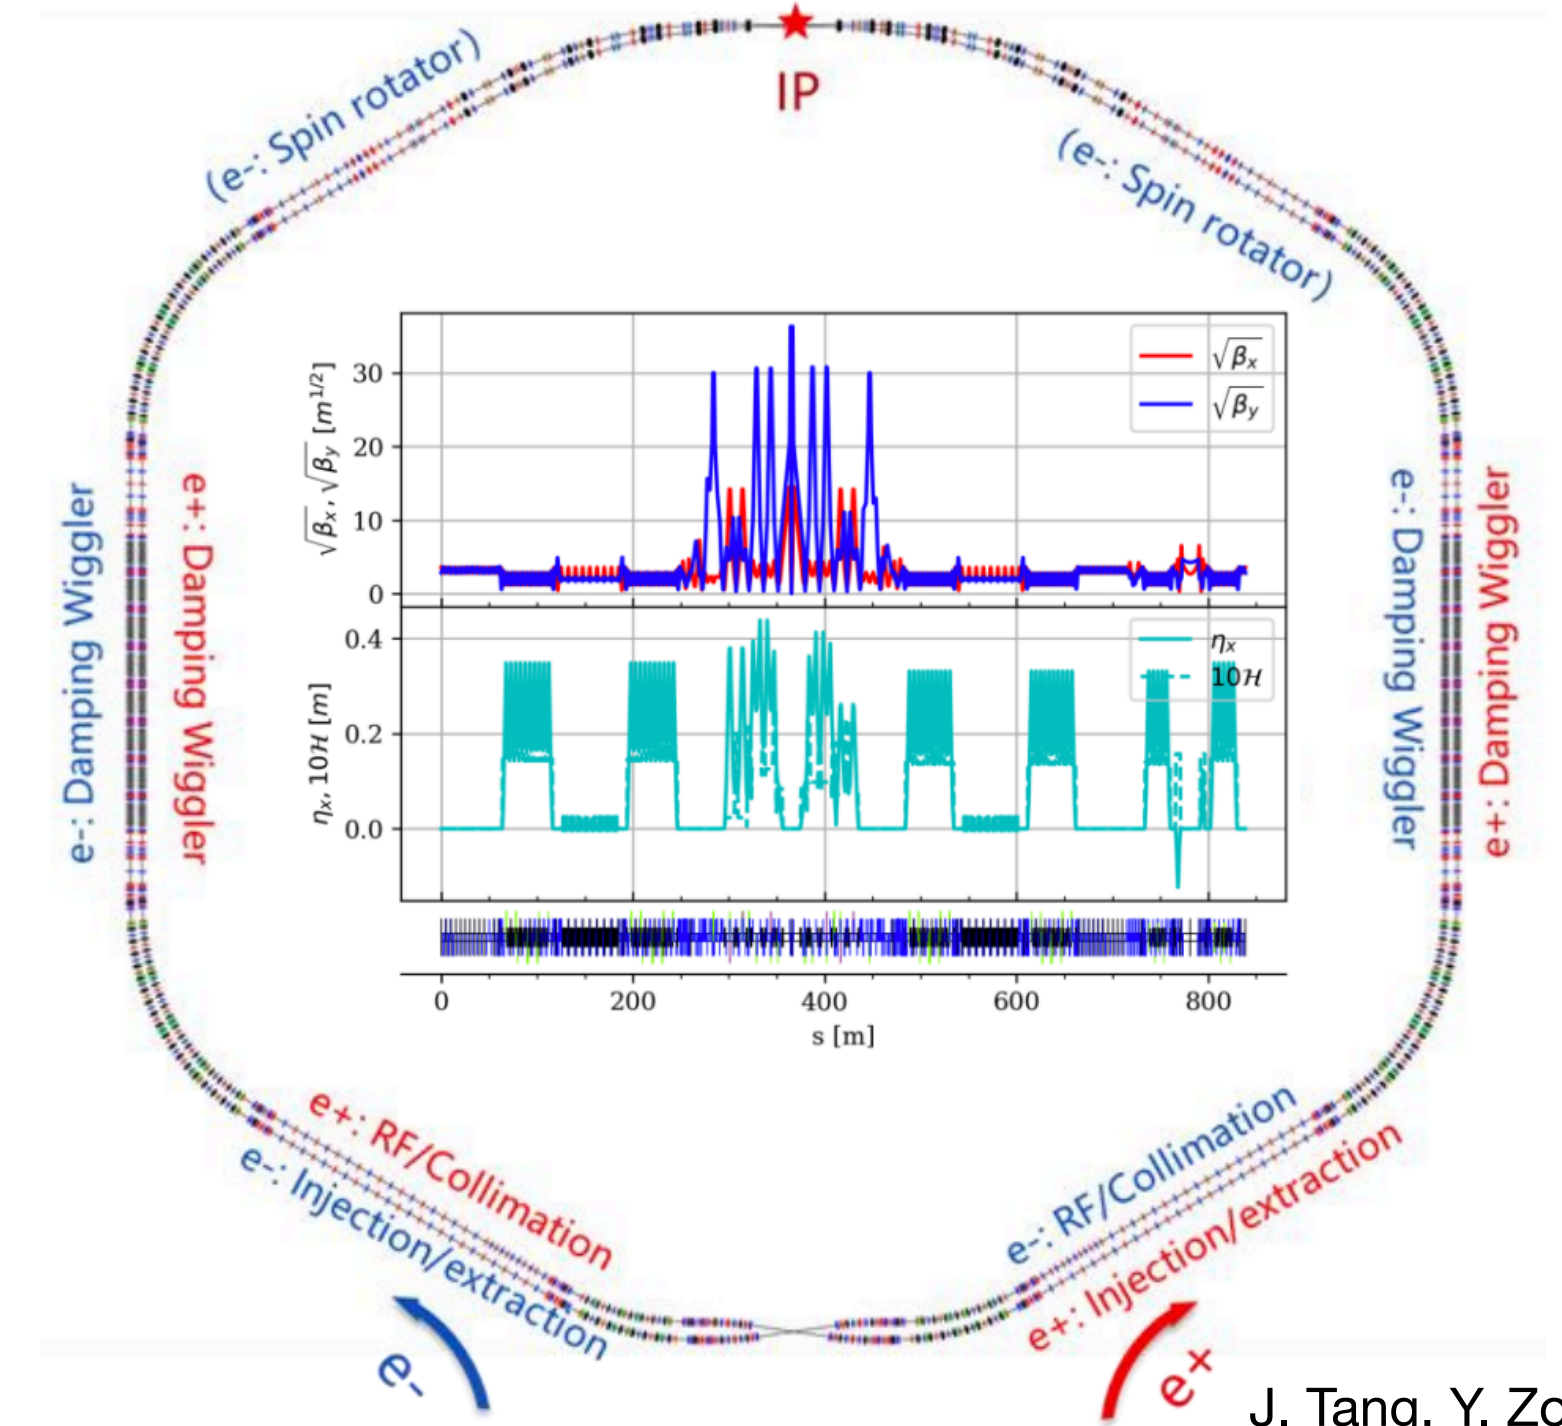 IP
(e-: Spin rotator)
(e-: Spin rotator)
e-: Damping Wiggler
e+: Damping Wiggler
e-: Damping Wiggler
e+: Damping Wiggler
√βx, √βy [m1/2]
30
20
10
0
√βx
√βy
ηx, 10H [m]
0.4
0.2
0.0
ηx
10H
0 200 400 600 800
s [m]
e+: RF/Collimation
e-: Injection/extraction
e-: RF/Collimation
e+: Injection/extraction
e-
e+
J. Tang, Y. Zo